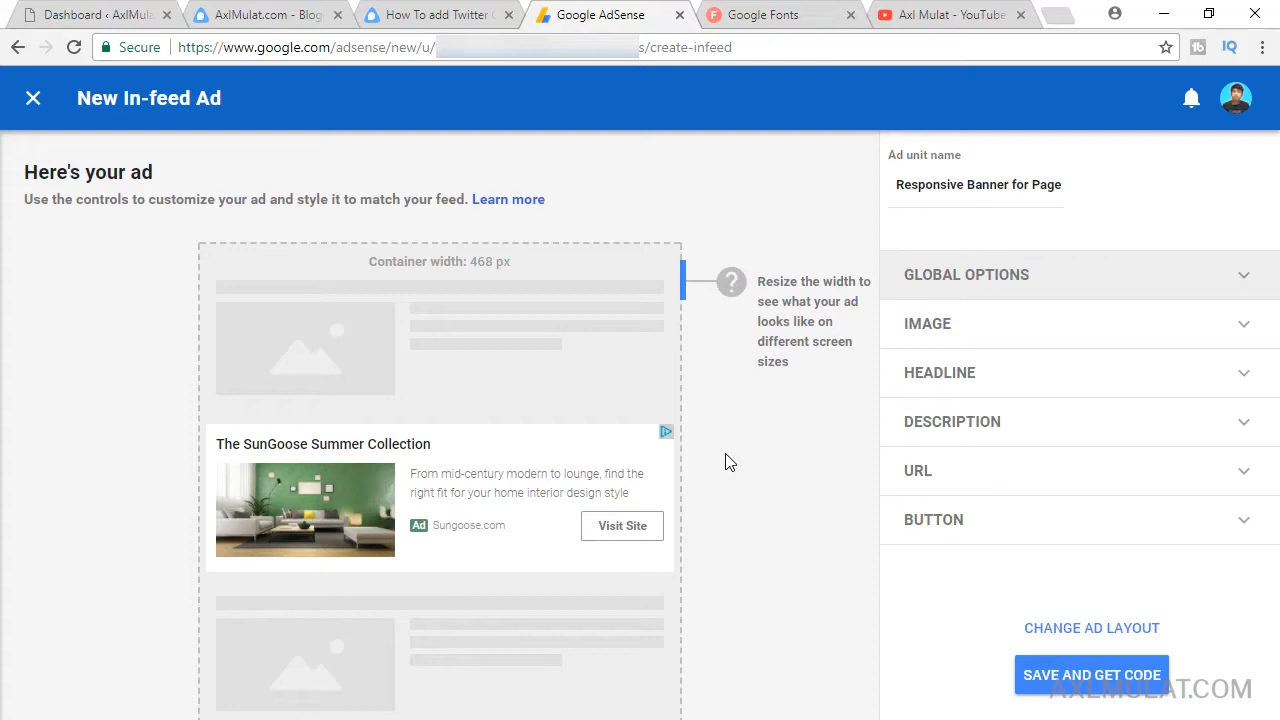 Dashboard ‹ AxlMula
AxlMulat.com - Blog
How To add Twitter
Google AdSense
Google Fonts
Axl Mulat - YouTube
Secure
https://www.google.com/adsense/new/u/
s/create-infeed
New In-feed Ad
Here's your ad
Use the controls to customize your ad and style it to match your feed. Learn more
Container width: 468 px
?
Resize the width to
see what your ad
looks like on
different screen
sizes
The SunGoose Summer Collection
From mid-century modern to lounge, find the
right fit for your home interior design style
Ad Sungoose.com
Visit Site
Ad unit name
Responsive Banner for Page
GLOBAL OPTIONS
IMAGE
HEADLINE
DESCRIPTION
URL
BUTTON
CHANGE AD LAYOUT
SAVE AND GET CODE
AXLMULAT.COM